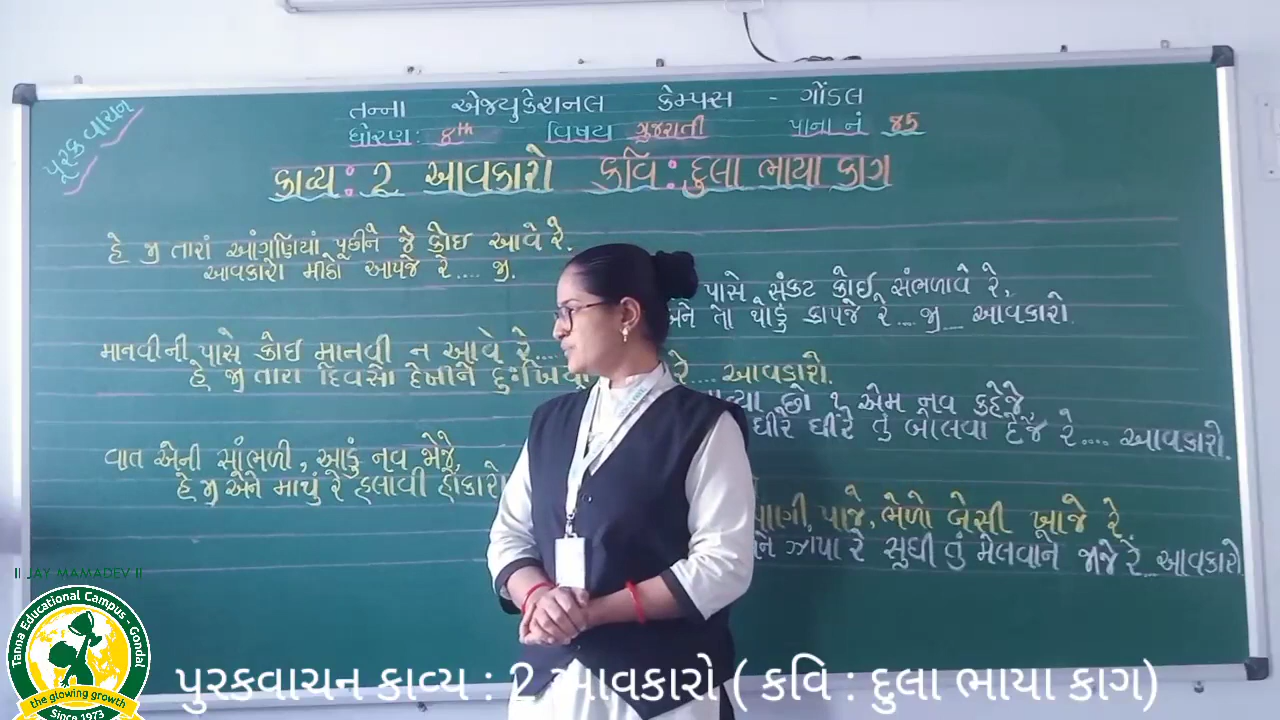 પૂરક વાચન
તન્ના એજ્યુકેશનલ કેમ્પસ - ગોંડલ
ધોરણ: 8th વિષય ગુજરાતી પાના નં 85
કાવ્ય: 2 આવકારો કવિ: દુલા ભાયા કાગ
હે જી તારાં આંગણિયાં પૂછીને જે કોઇ આવે રે.
આવકારો મીઠો આપજે રે.... જી.
પાસે સંકટ કોઈ સંભળાવે રે,
તો થોડું કાપજે રે.... જી.... આવકારો.
માનવીની પાસે કોઇ માનવી ન આવે રે....
હે જી તારા દિવસો દેખીને દુઃખિયા રે.... આવકારો.
છો ? એમ નવ કહેજે
ધીરે ધીરે તું બોલવા દેજે રે.... આવકારો.
વાત એની સાંભળી, આડું નવ જોજે,
હે જી એને માથું રે હલાવી હોંકારો
પાણી, પાજે, ભેળો બેસી ખાજે રે,
ઝાંપા રે સુધી તું મેલવાને જાજે રે... આવકારો
॥ JAY MAMADEV ॥
Tanna Educational Campus - Gondal
the glowing growth
Since 1973
પુરકવાચન કાવ્ય : 2 આવકારો ( કવિ : દુલા ભાયા કાગ)